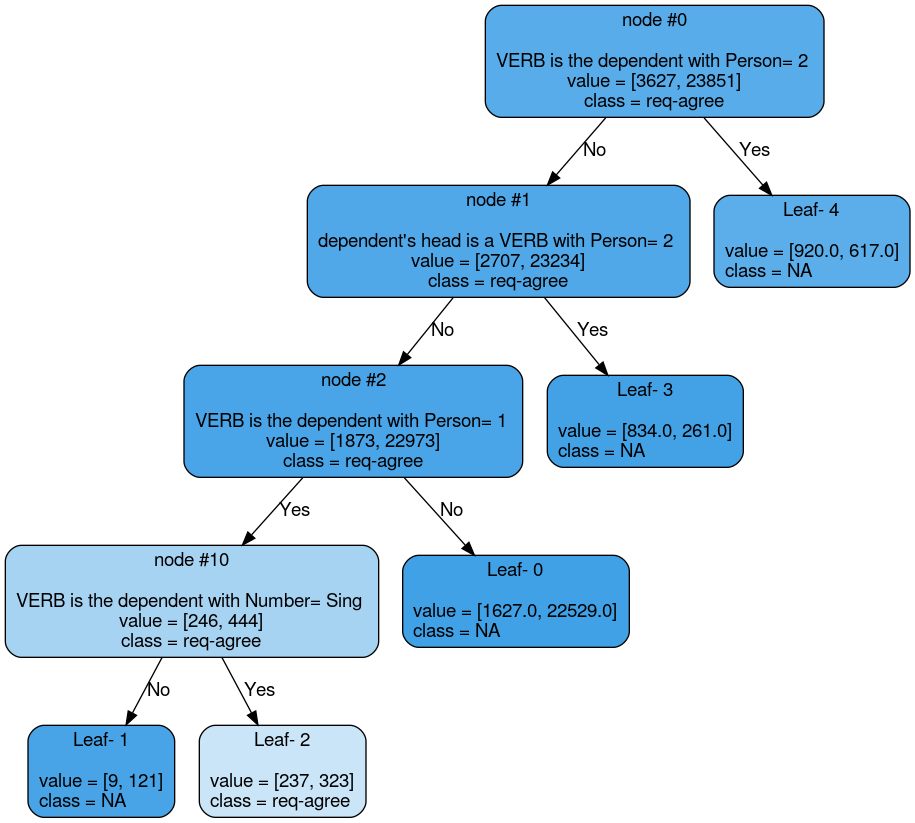 node #0
VERB is the dependent with Person= 2
value = [3627, 23851]
class = req-agree
No
Yes
node #1
dependent's head is a VERB with Person= 2
value = [2707, 23234]
class = req-agree
Leaf- 4
value = [920.0, 617.0]
class = NA
No
Yes
node #2
VERB is the dependent with Person= 1
value = [1873, 22973]
class = req-agree
Leaf- 3
value = [834.0, 261.0]
class = NA
Yes
No
node #10
VERB is the dependent with Number= Sing
value = [246, 444]
class = req-agree
Leaf- 0
value = [1627.0, 22529.0]
class = NA
No
Yes
Leaf- 1
value = [9, 121]
class = NA
Leaf- 2
value = [237, 323]
class = req-agree